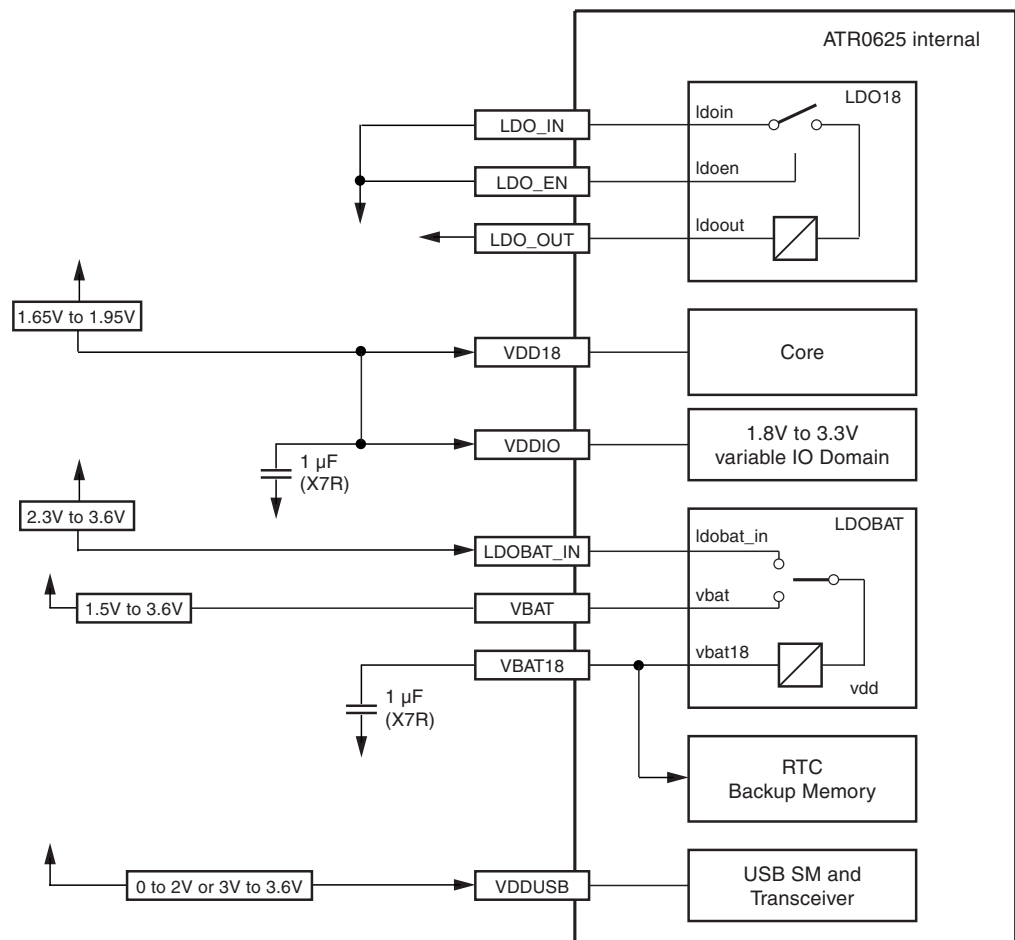 ATR0625 internal
LDO18
LDO_IN
ldoin
LDO_EN
ldoen
LDO_OUT
ldoout
1.65V to 1.95V
VDD18
Core
VDDIO
1.8V to 3.3V
variable IO Domain
1 µF
(X7R)
2.3V to 3.6V
LDOBAT
LDOBAT_IN
ldobat_in
1.5V to 3.6V
VBAT
vbat
VBAT18
vbat18
vdd
1 µF
(X7R)
RTC
Backup Memory
0 to 2V or 3V to 3.6V
VDDUSB
USB SM and
Transceiver